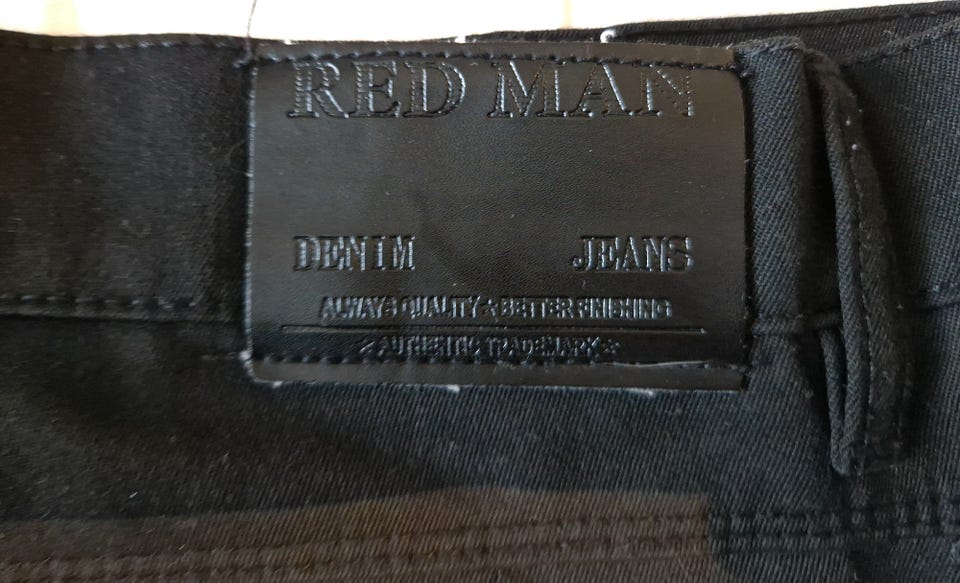 RED MAN
DENIM JEANS
ALWAYS QUALITY ☆ BETTER FINISHING
☆ AUTHENTIC TRADEMARK ☆